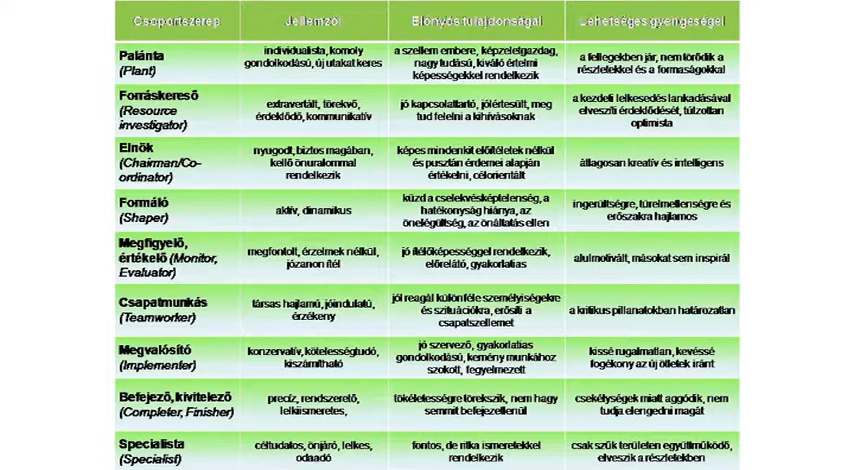 Csoportszerep
Jellemzői
Előnyös tulajdonságai
Lehetséges gyengeségei
Palánta
(Plant)
individualista, komoly
gondolkodású, új utakat keres
a szellem embere, képzeletgazdag,
nagy tudású, kiváló értelmi
képességekkel rendelkezik
a fellegekben jár, nem törődik a
részletekkel és a formaságokkal
Forráskereső
(Resource
investigator)
extravertált, törekvő,
érdeklődő, kommunikatív
jó kapcsolattartó, jólértesült, meg
tud felelni a kihívásoknak
a kezdeti lelkesedés lankadásával
elveszíti érdeklődését, túlzottan
optimista
Elnök
(Chairman/Co-
ordinator)
nyugodt, biztos magában,
kellő önuralommal
rendelkezik
képes mindenkit előítéletek nélkül
és pusztán érdemei alapján
értékelni, célorientált
átlagosan kreatív és intelligens
Formáló
(Shaper)
aktív, dinamikus
küzd a cselekvésképtelenség, a
hatékonyság hiánya, az
önelégültség, az önáltatás ellen
ingerültségre, türelmetlenségre és
erőszakra hajlamos
Megfigyelő,
értékelő (Monitor,
Evaluator)
megfontolt, érzelmek nélkül,
józanon ítél
jó ítélőképességgel rendelkezik,
előrelátó, gyakorlatias
alulmotivált, másokat sem inspirál
Csapatmunkás
(Teamworker)
társas hajlamú, jóindulatú,
érzékeny
jól reagál különféle személyiségekre
és szituációkra, erősíti a
csapatszellemet
a kritikus pillanatokban határozatlan
Megvalósító
(Implementer)
konzervatív, kötelességtudó,
kiszámítható
jó szervező, gyakorlatias
gondolkodású, kemény munkához
szokott, fegyelmezett
kissé rugalmatlan, kevéssé
fogékony az új ötletek iránt
Befejező, kivitelező
(Completer, Finisher)
precíz, rendszerető,
lelkiismeretes,
tökéletességre törekszik, nem hagy
semmit befejezetlenül
csekélységek miatt aggódik, nem
tudja elengedni magát
Specialista
(Specialist)
céltudatos, önjáró, lelkes,
odaadó
fontos, de ritka ismeretekkel
rendelkezik
csak szűk területen együttműködő,
elveszik a részletekben